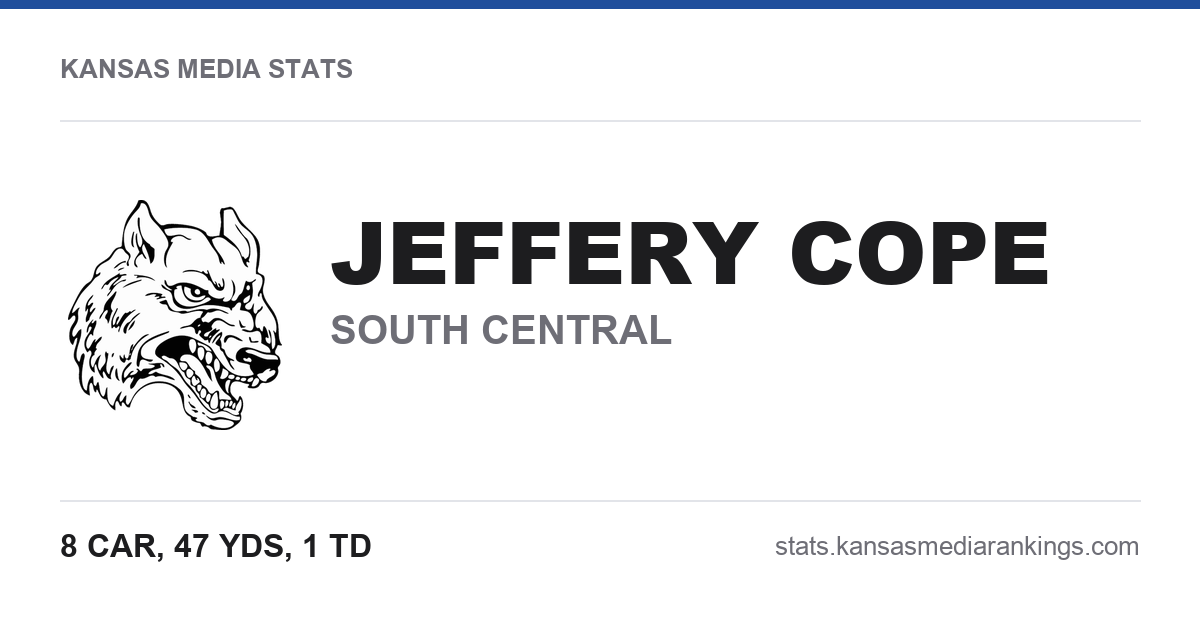 KANSAS MEDIA STATS
JEFFERY COPE
SOUTH CENTRAL
8 CAR, 47 YDS, 1 TD
stats.kansasmediarankings.com